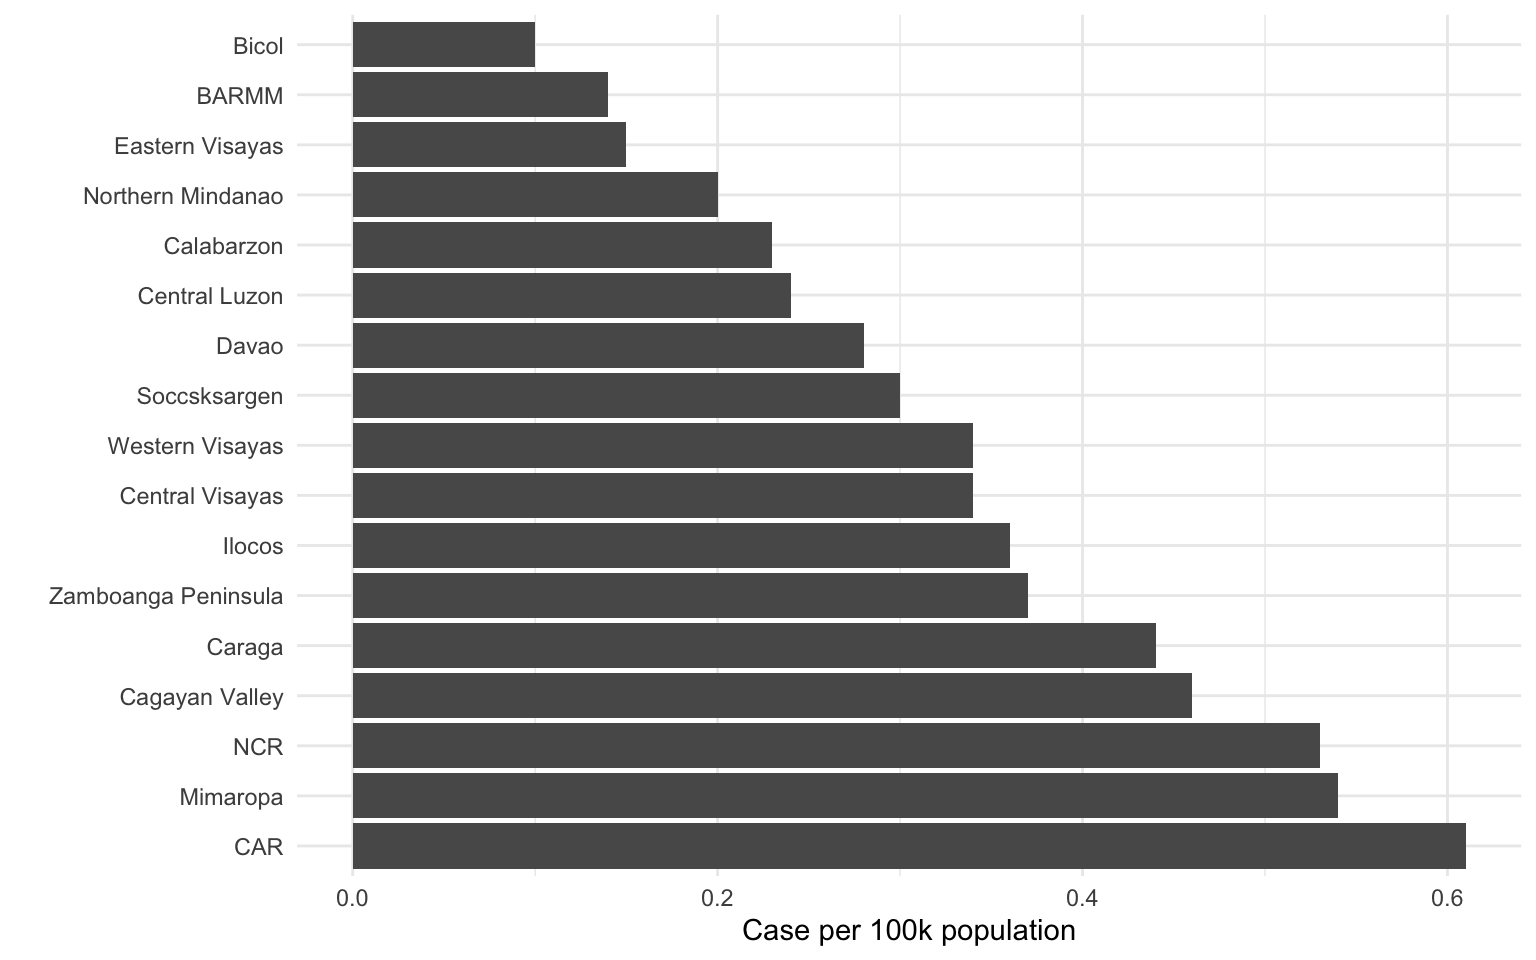 Bicol
BARMM
Eastern Visayas
Northern Mindanao
Calabarzon
Central Luzon
Davao
Soccsksargen
Western Visayas
Central Visayas
Ilocos
Zamboanga Peninsula
Caraga
Cagayan Valley
NCR
Mimaropa
CAR
0.0 0.2 0.4 0.6
Case per 100k population